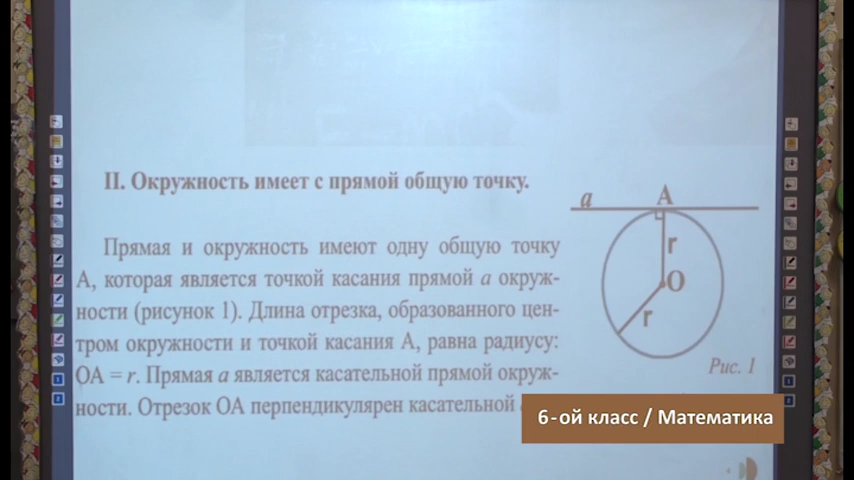 II. Окружность имеет с прямой общую точку.
Прямая и окружность имеют одну общую точку
А, которая является точкой касания прямой a окруж-
ности (рисунок 1). Длина отрезка, образованного цен-
тром окружности и точкой касания А, равна радиусу:
ОА = r. Прямая a является касательной прямой окруж-
ности. Отрезок ОА перпендикулярен касательной
a
A
r
O
r
Рис. 1
6-ой класс / Математика